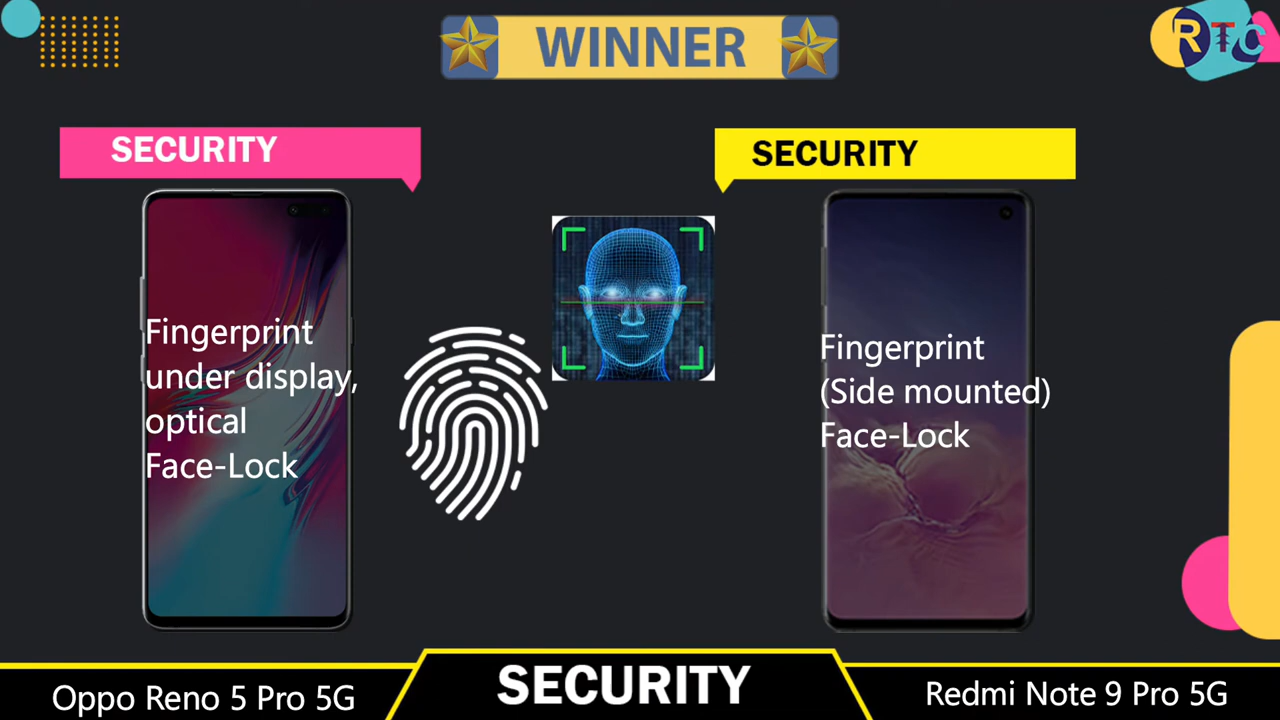 WINNER
RTC
SECURITY
SECURITY
Fingerprint
under display,
optical
Face-Lock
Fingerprint
(Side mounted)
Face-Lock
Oppo Reno 5 Pro 5G
SECURITY
Redmi Note 9 Pro 5G